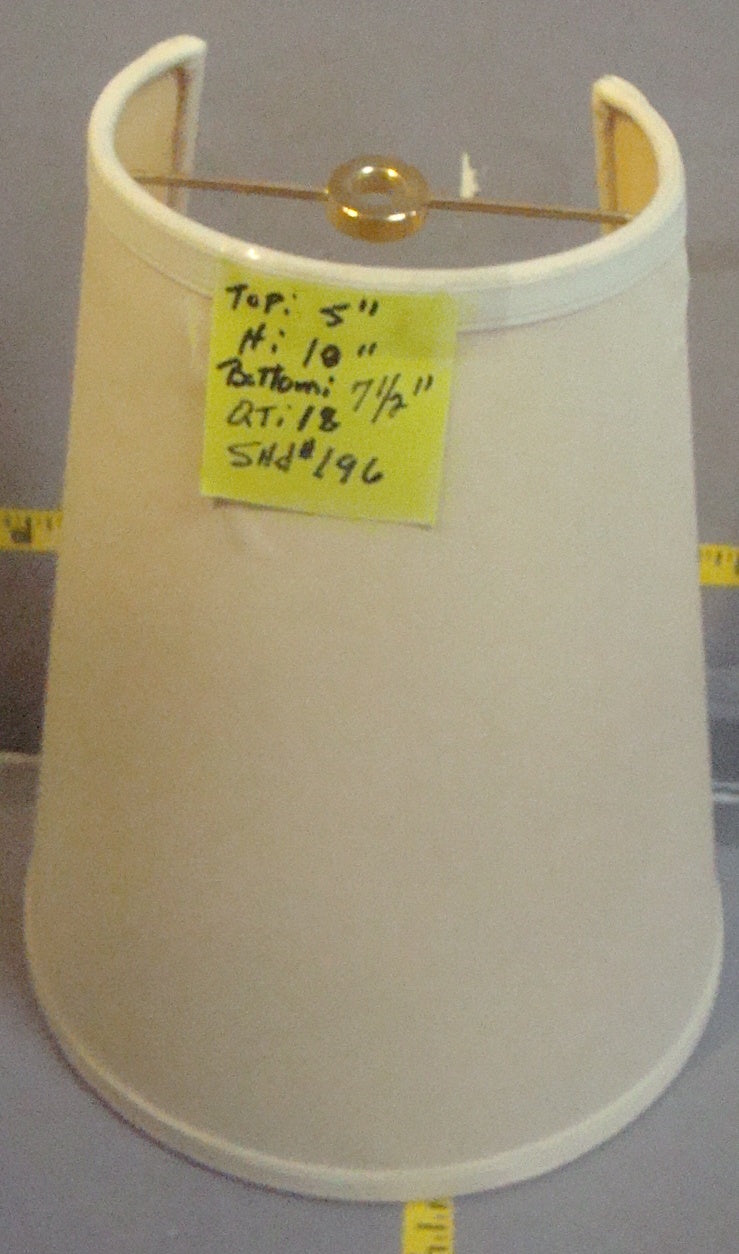 Top: 5"
H: 10"
Bottom: 7 1/2"
QT: 18
SHd# 196